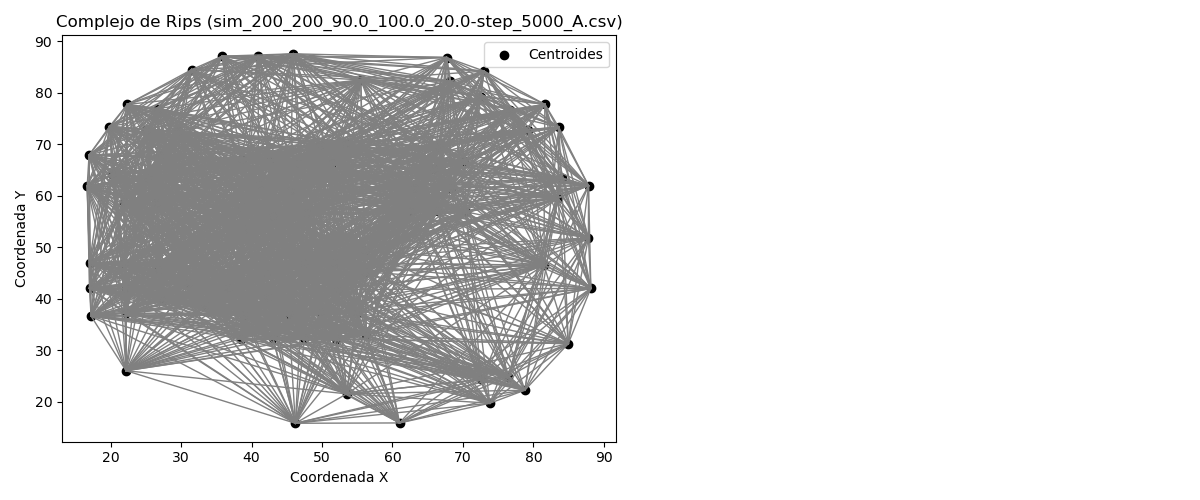 Complejo de Rips (sim_200_200_90.0_100.0_20.0-step_5000_A.csv)
Centroides
90
80
70
60
50
40
30
20
Coordenada Y
20 30 40 50 60 70 80 90
Coordenada X